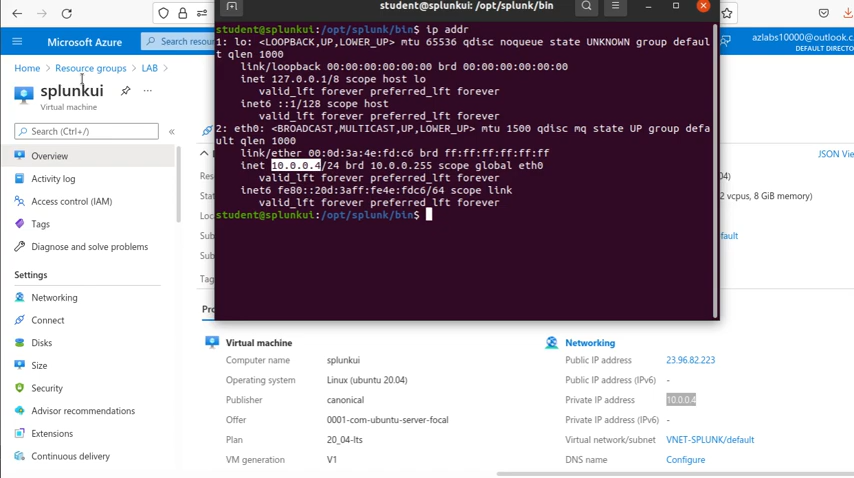 student@splunkui: /opt/splunk/bin
Microsoft Azure
Search resour
azlabs10000@outlook.c
DEFAULT DIRECTO
Home > Resource groups > LAB >
splunkui
Virtual machine
Search (Ctrl+/)
«
Overview
Activity log
Access control (IAM)
Tags
Diagnose and solve problems
Settings
Networking
Connect
Disks
Size
Security
Advisor recommendations
Extensions
Continuous delivery
student@splunkui:/opt/splunk/bin$ ip addr
1: lo: <LOOPBACK,UP,LOWER_UP> mtu 65536 qdisc noqueue state UNKNOWN group defaul
t qlen 1000
link/loopback 00:00:00:00:00:00 brd 00:00:00:00:00:00
inet 127.0.0.1/8 scope host lo
valid_lft forever preferred_lft forever
inet6 ::1/128 scope host
valid_lft forever preferred_lft forever
2: eth0: <BROADCAST,MULTICAST,UP,LOWER_UP> mtu 1500 qdisc mq state UP group defa
ult qlen 1000
link/ether 00:0d:3a:4e:fd:c6 brd ff:ff:ff:ff:ff:ff
inet 10.0.0.4/24 brd 10.0.0.255 scope global eth0
valid_lft forever preferred_lft forever
inet6 fe80::20d:3aff:fe4e:fdc6/64 scope link
valid_lft forever preferred_lft forever
student@splunkui:/opt/splunk/bin$
JSON Vie
04)
2 vcpus, 8 GiB memory)
fault
Res
Stat
Loc
Sub
Sub
Tag
Pro
Virtual machine
Computer name splunkui
Operating system Linux (ubuntu 20.04)
Publisher canonical
Offer 0001-com-ubuntu-server-focal
Plan 20_04-lts
VM generation V1
Networking
Public IP address 23.96.82.223
Public IP address (IPv6) -
Private IP address 10.0.0.4
Private IP address (IPv6) -
Virtual network/subnet VNET-SPLUNK/default
DNS name Configure